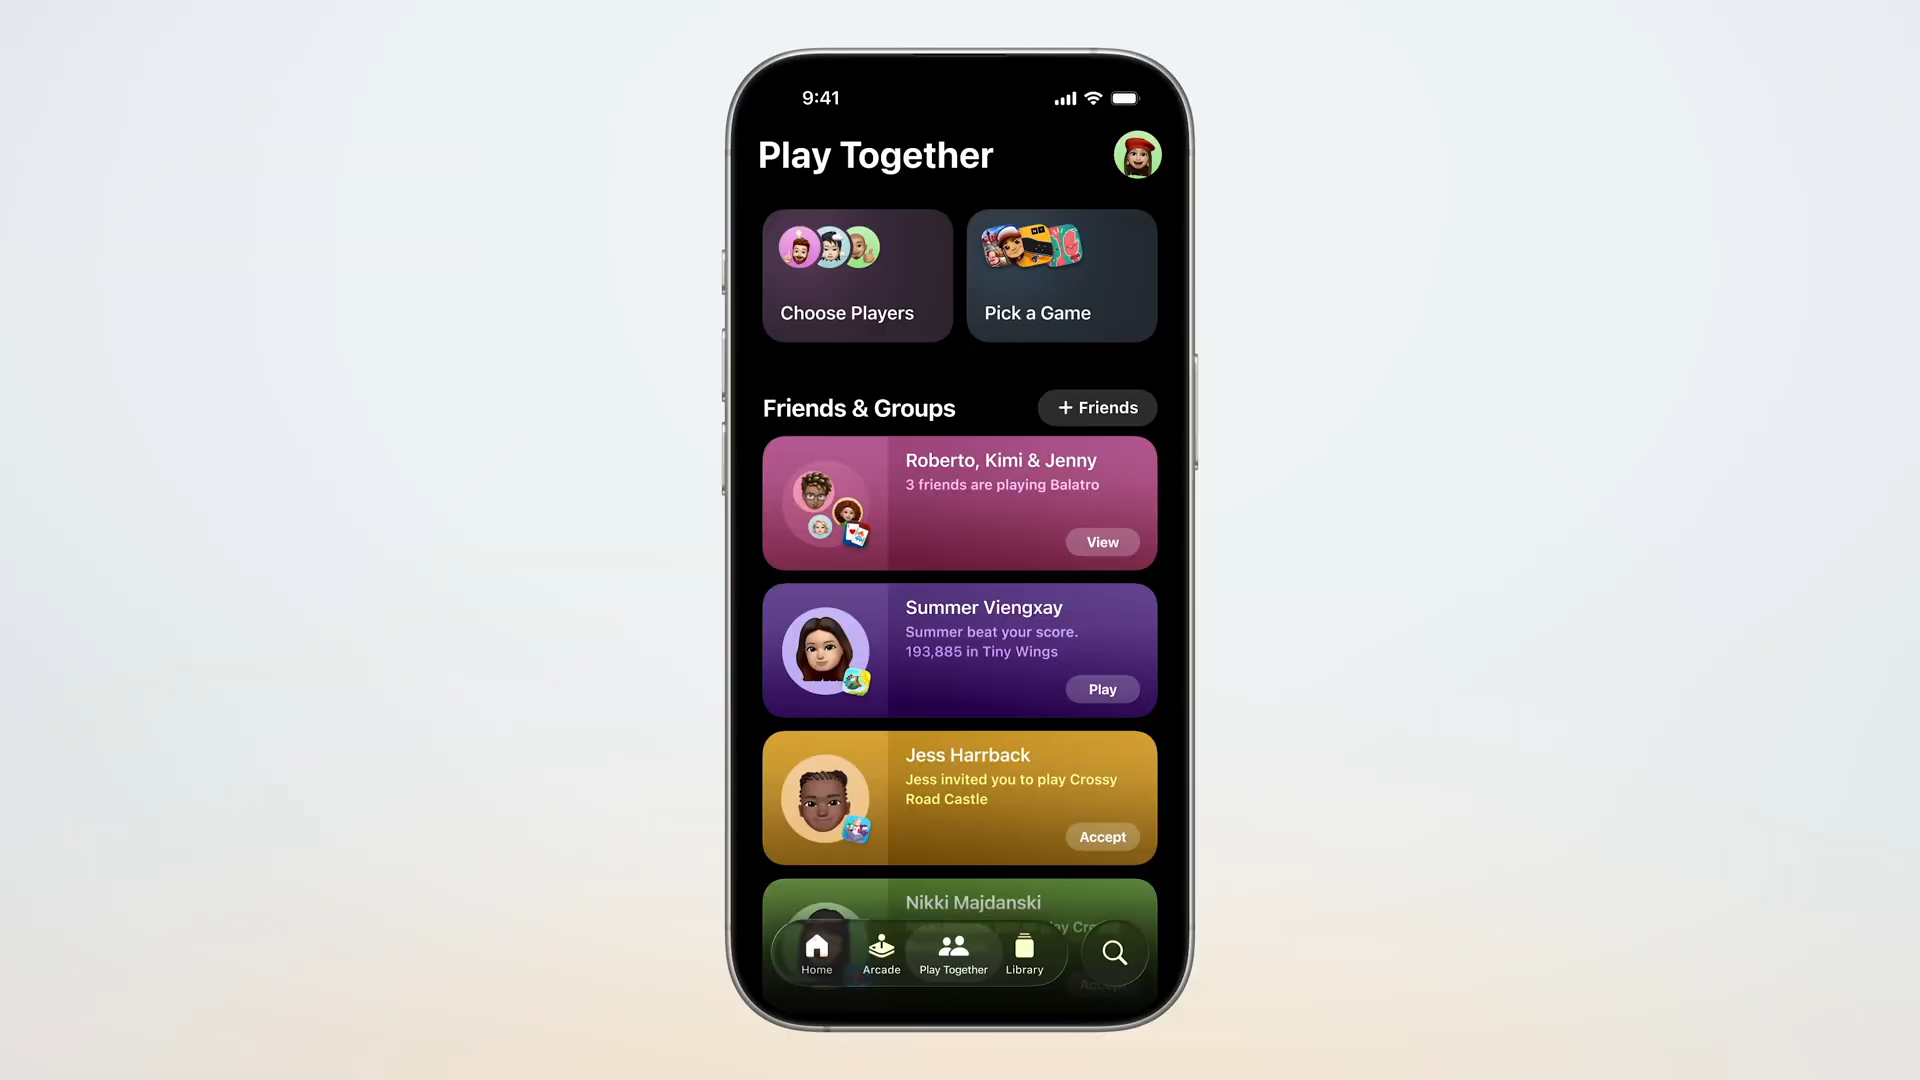 9:41
Play Together
Choose Players
Pick a Game
Friends & Groups
+ Friends
Roberto, Kimi & Jenny
3 friends are playing Balatro
View
Summer Viengxay
Summer beat your score.
193,885 in Tiny Wings
Play
Jess Harrback
Jess invited you to play Crossy
Road Castle
Accept
Nikki Majdanski
Home
Arcade
Play Together
Library
Accept